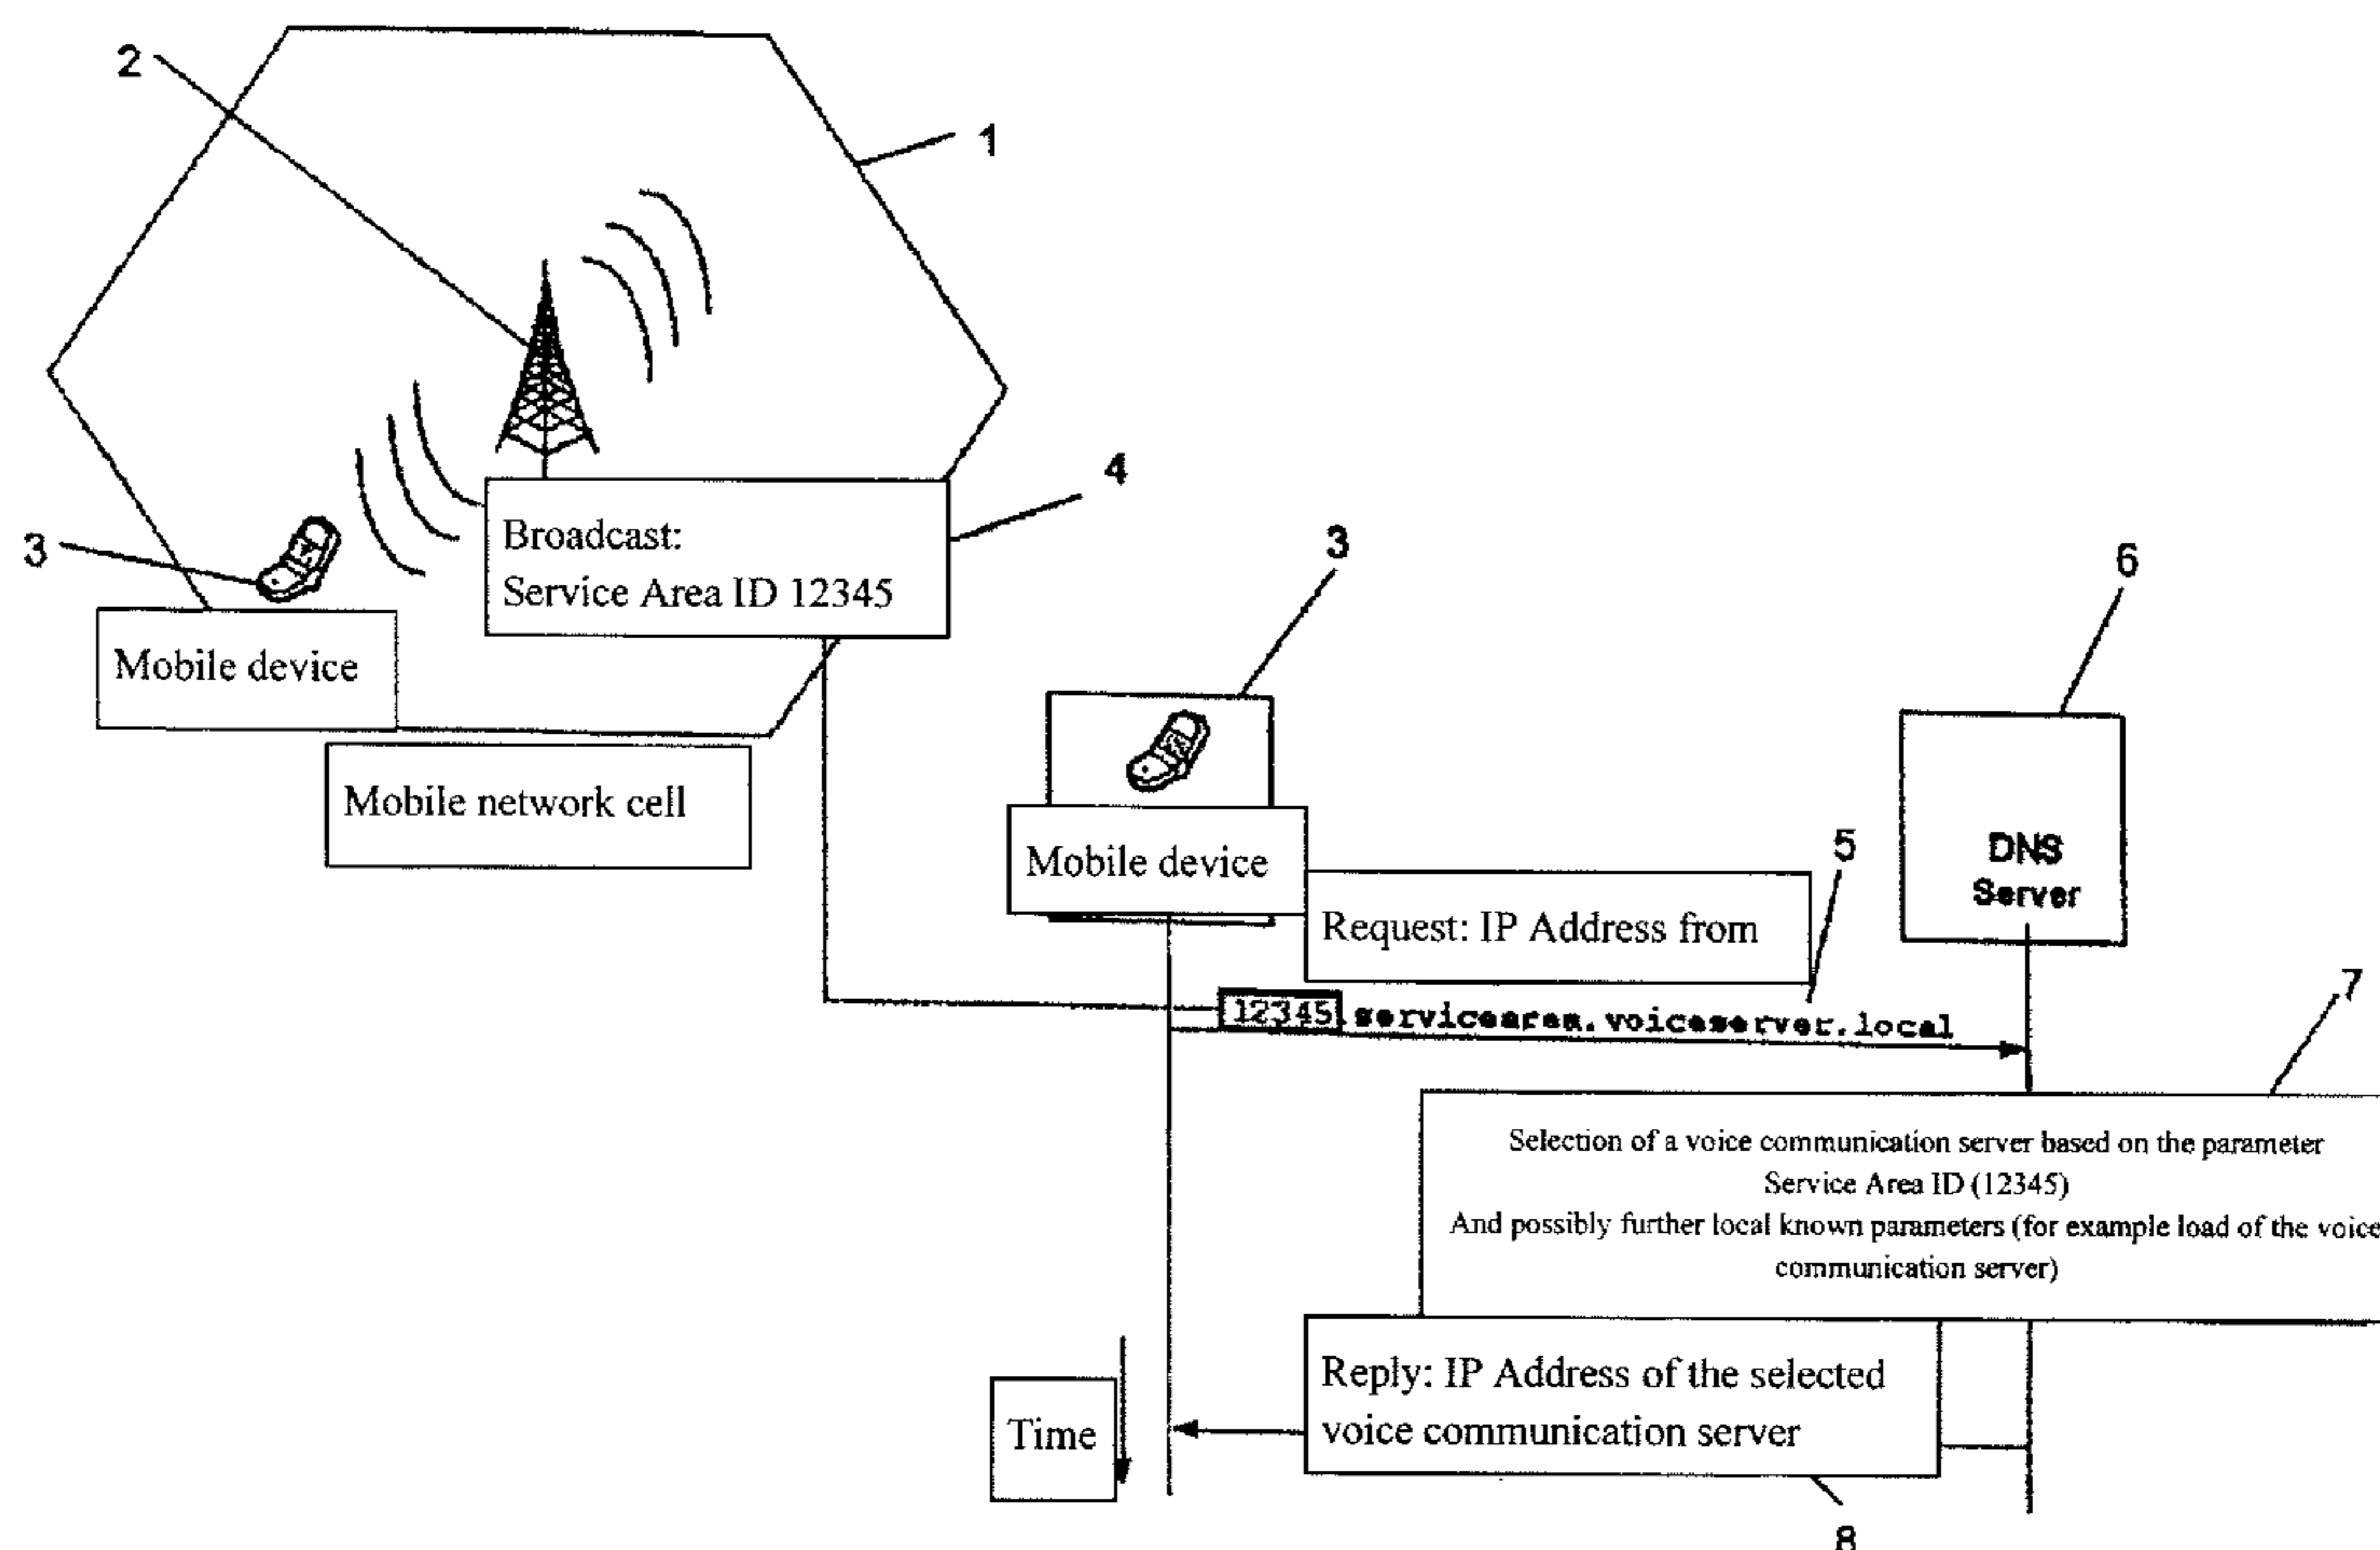 2
1
4
Broadcast:
Service Area ID 12345
3
Mobile device
Mobile network cell
3
6
Mobile device
5
DNS
Server
Request: IP Address from
7
12345.servicearea.voiceserver.local
Selection of a voice communication server based on the parameter
Service Area ID (12345)
And possibly further local known parameters (for example load of the voice
communication server)
Reply: IP Address of the selected
voice communication server
Time
8